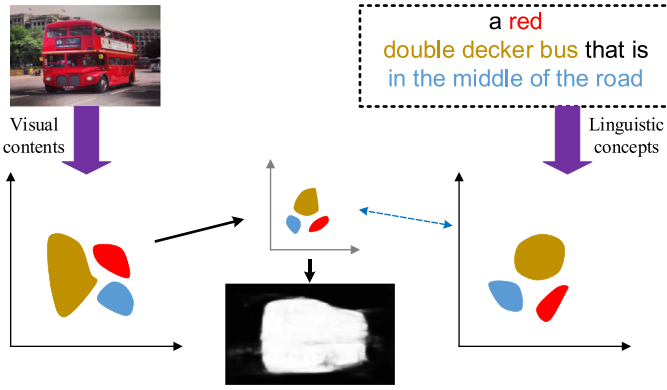 a red
double decker bus that is
in the middle of the road
Visual
contents
Linguistic
concepts